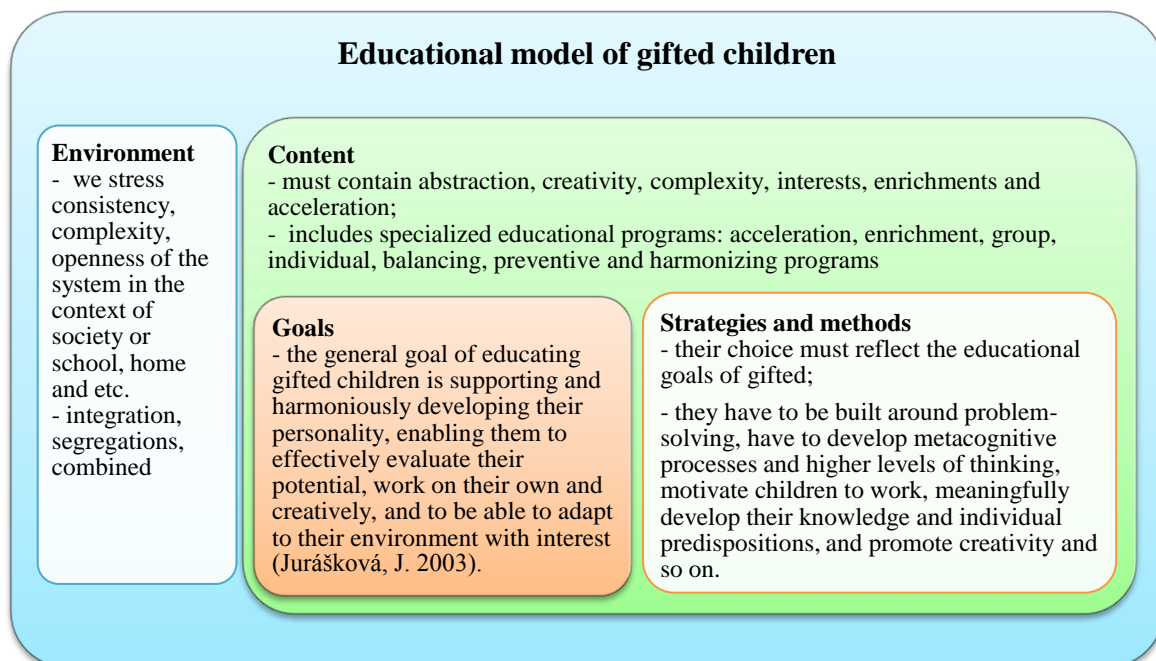 Educational model of gifted children
Environment
- we stress
consistency,
complexity,
openness of the
system in the
context of
society or
school, home
and etc.
- integration,
segregations,
combined
Content
- must contain abstraction, creativity, complexity, interests, enrichments and
acceleration;
- includes specialized educational programs: acceleration, enrichment, group,
individual, balancing, preventive and harmonizing programs
Goals
- the general goal of educating
gifted children is supporting and
harmoniously developing their
personality, enabling them to
effectively evaluate their
potential, work on their own and
creatively, and to be able to adapt
to their environment with interest
(Jurášková, J. 2003).
Strategies and methods
- their choice must reflect the educational
goals of gifted;
- they have to be built around problem-
solving, have to develop metacognitive
processes and higher levels of thinking,
motivate children to work, meaningfully
develop their knowledge and individual
predispositions, and promote creativity and
so on.